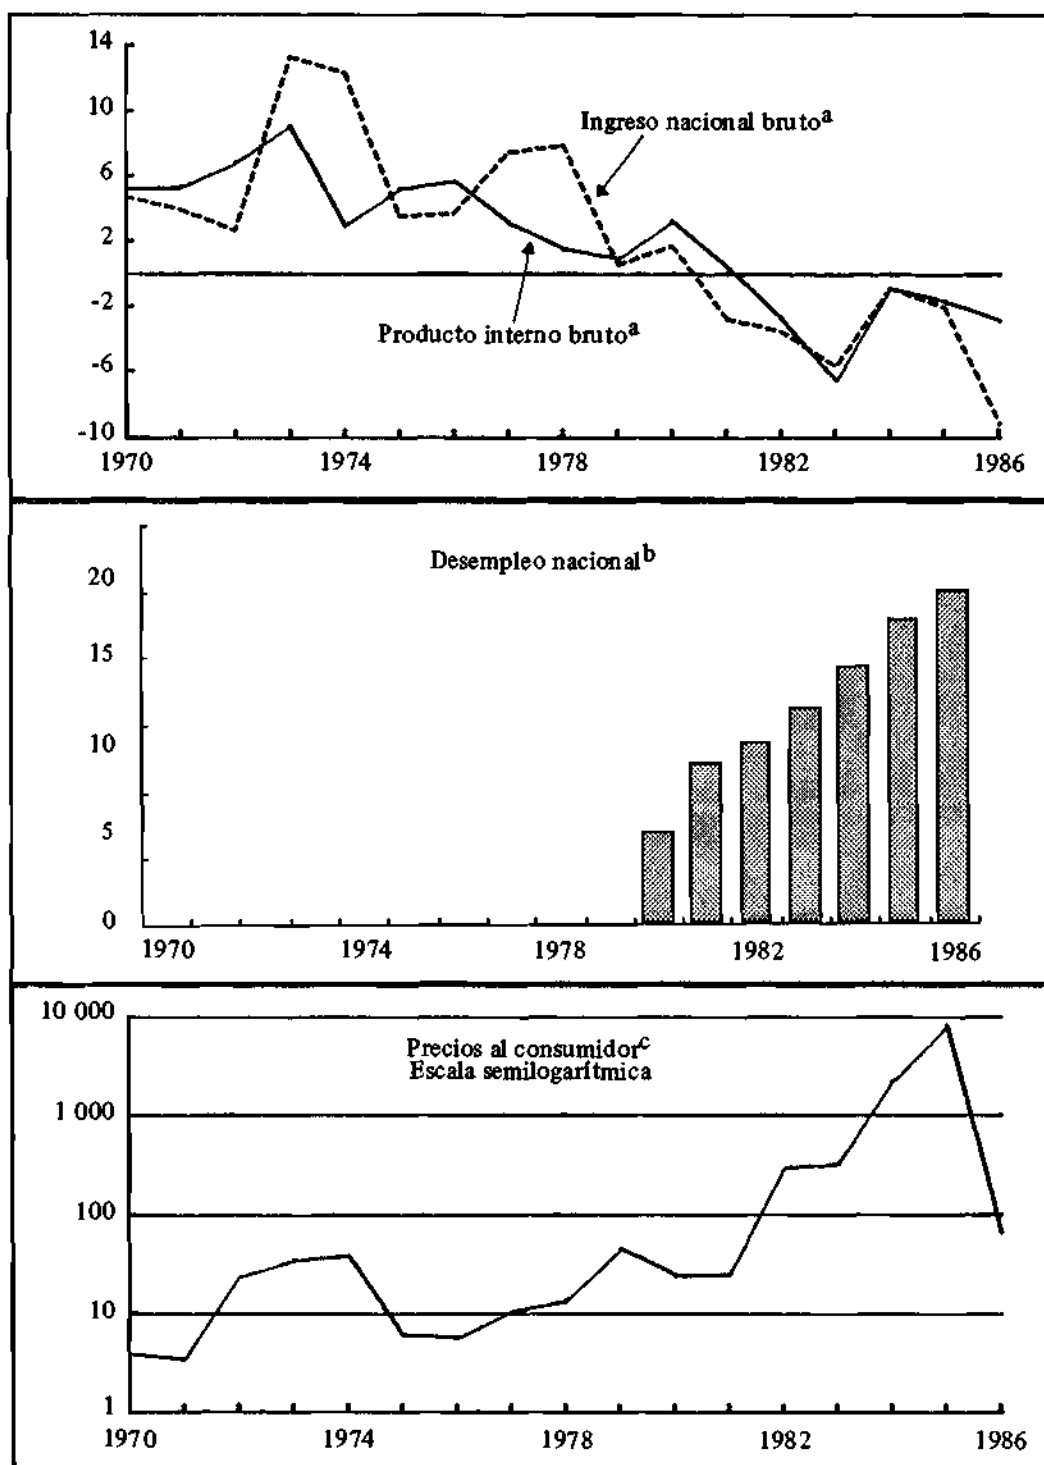 14
10
6
2
-2
-6
-10
Ingreso nacional bruto^a
Producto interno bruto^a
1970 1974 1978 1982 1986
Desempleo nacional^b
20
15
10
5
0
1970 1974 1978 1982 1986
10 000
1 000
100
10
1
Precios al consumidor^c
Escala semilogarítmica
1970 1974 1978 1982 1986